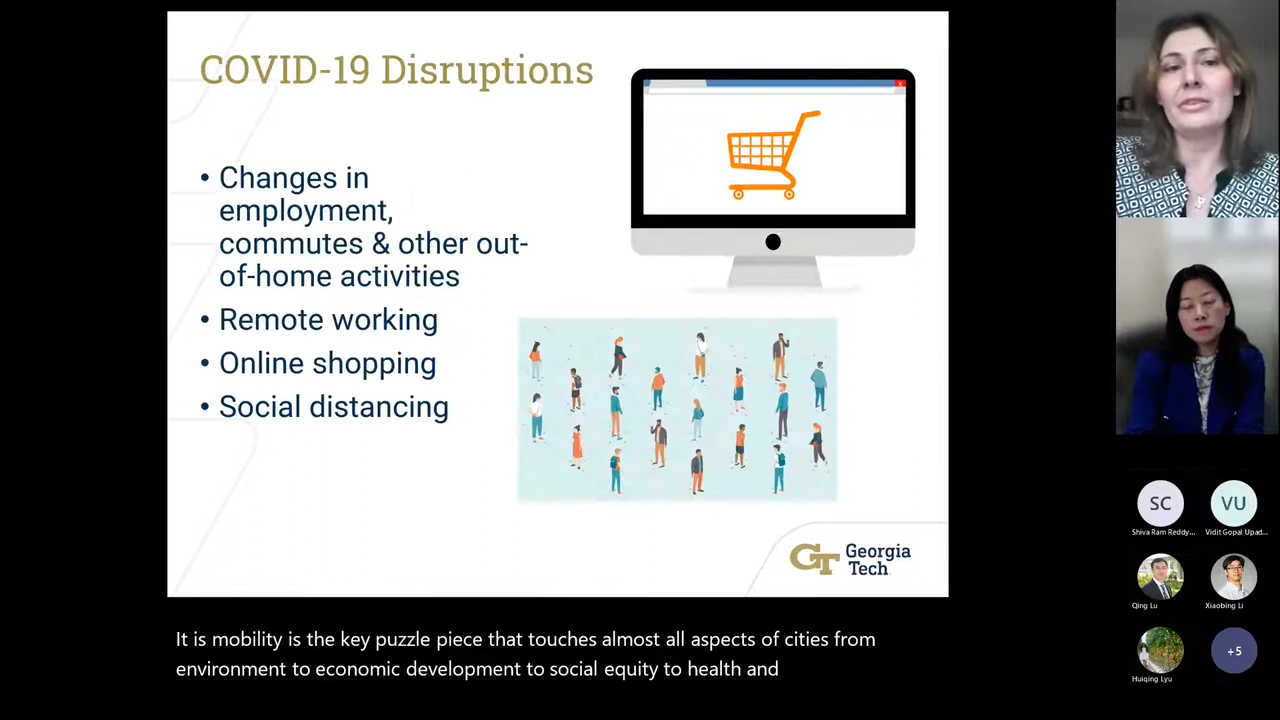 COVID-19 Disruptions
• Changes in
employment,
commutes & other out-
of-home activities
• Remote working
• Online shopping
• Social distancing
GT Georgia
Tech
It is mobility is the key puzzle piece that touches almost all aspects of cities from
environment to economic development to social equity to health and
SC
VU
Shiva Ram Reddy...
Vidit Gopal Upad...
Qing Lu
Xiaobing Li
Huiqing Lyu
+5